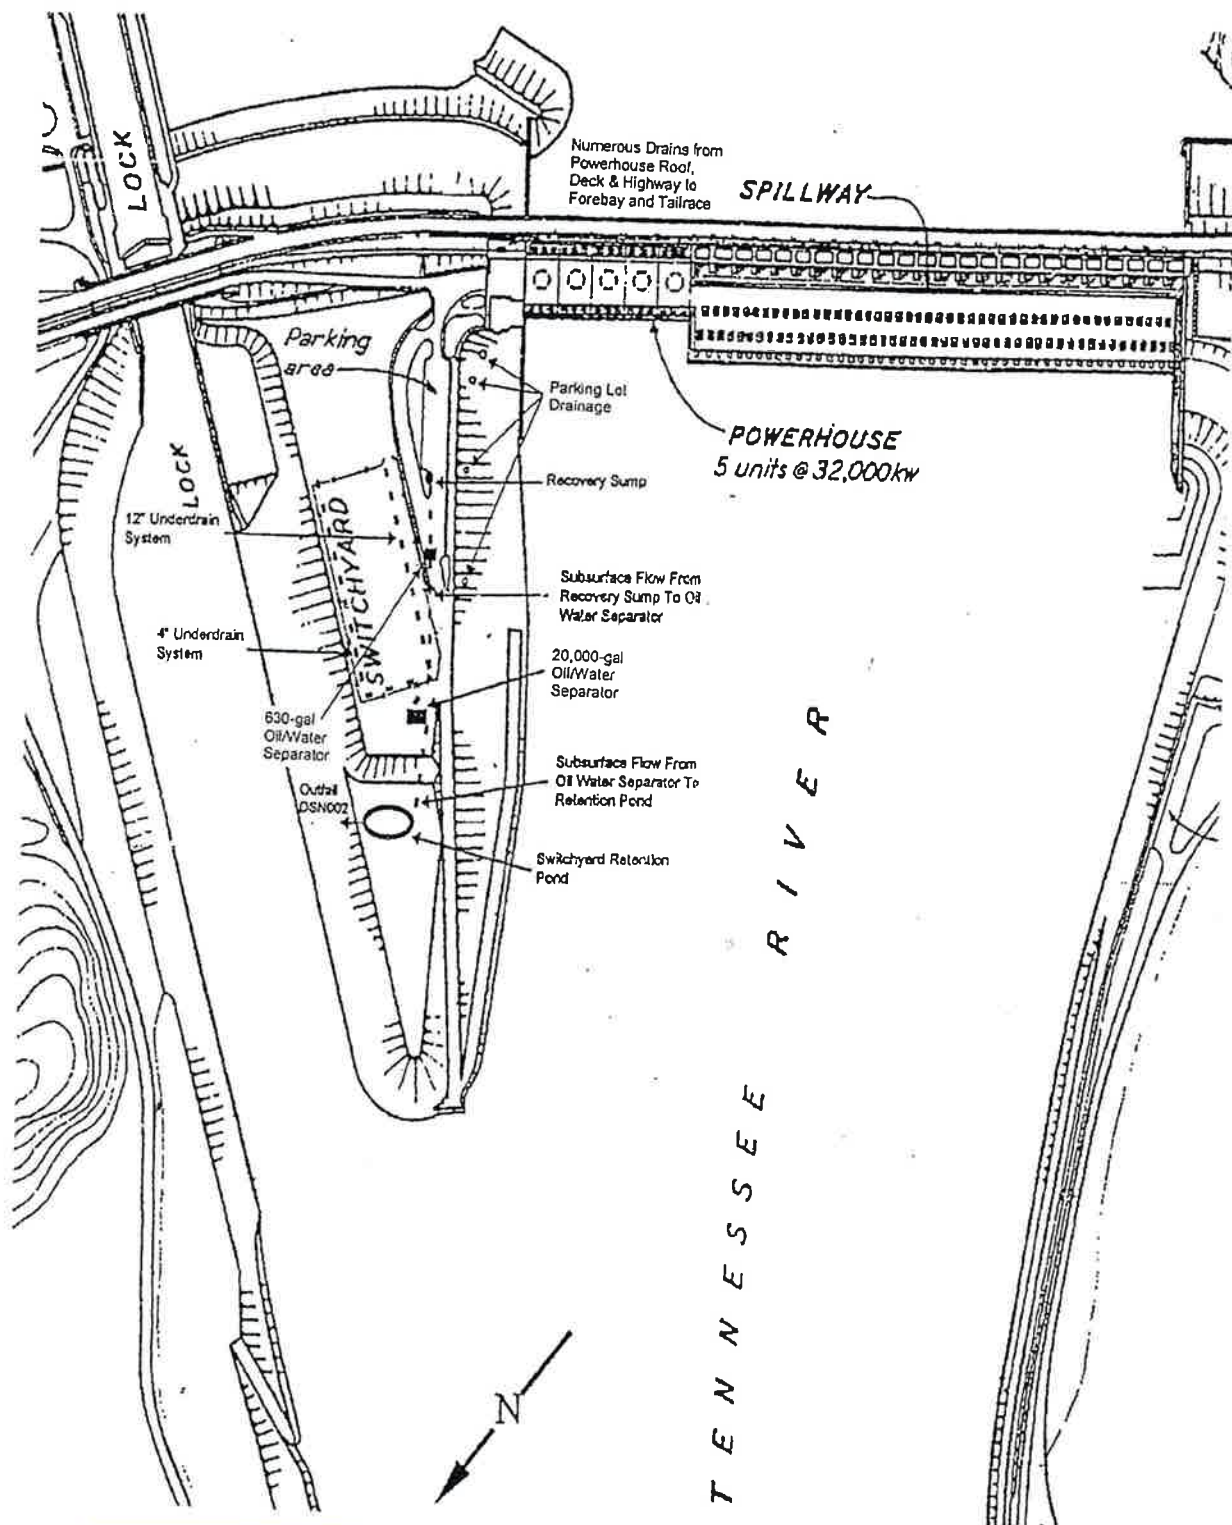 LOCK
Numerous Drains from
Powerhouse Roof,
Deck & Highway to
Forebay and Tailrace
SPILLWAY
Parking
area
Parking Lot
Drainage
POWERHOUSE
5 units @ 32,000kw
LOCK
Recovery Sump
12" Underdrain
System
SWITCHYARD
Subsurface Flow From
Recovery Sump To Oil
Water Separator
4" Underdrain
System
20,000-gal
Oil/Water
Separator
630-gal
Oil/Water
Separator
Subsurface Flow From
Oil Water Separator To
Retention Pond
Outfall
DSN002
Switchyard Retention
Pond
TENNESSEE RIVER
N